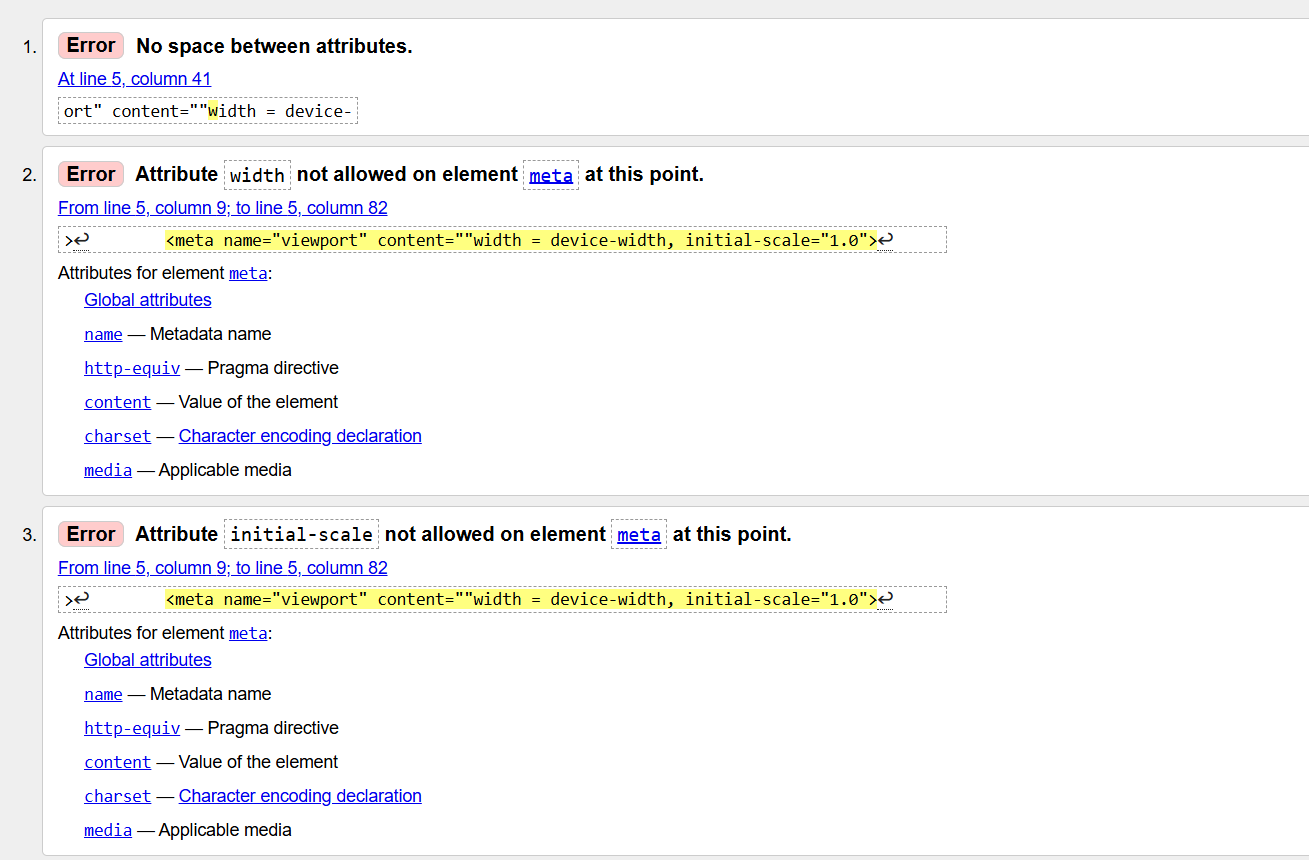 1. Error No space between attributes.
At line 5, column 41
ort" content=""width = device-
2. Error Attribute width not allowed on element meta at this point.
From line 5, column 9; to line 5, column 82
>↩ <meta name="viewport" content=""width = device-width, initial-scale="1.0">↩
Attributes for element meta:
Global attributes
name — Metadata name
http-equiv — Pragma directive
content — Value of the element
charset — Character encoding declaration
media — Applicable media
3. Error Attribute initial-scale not allowed on element meta at this point.
From line 5, column 9; to line 5, column 82
>↩ <meta name="viewport" content=""width = device-width, initial-scale="1.0">↩
Attributes for element meta:
Global attributes
name — Metadata name
http-equiv — Pragma directive
content — Value of the element
charset — Character encoding declaration
media — Applicable media